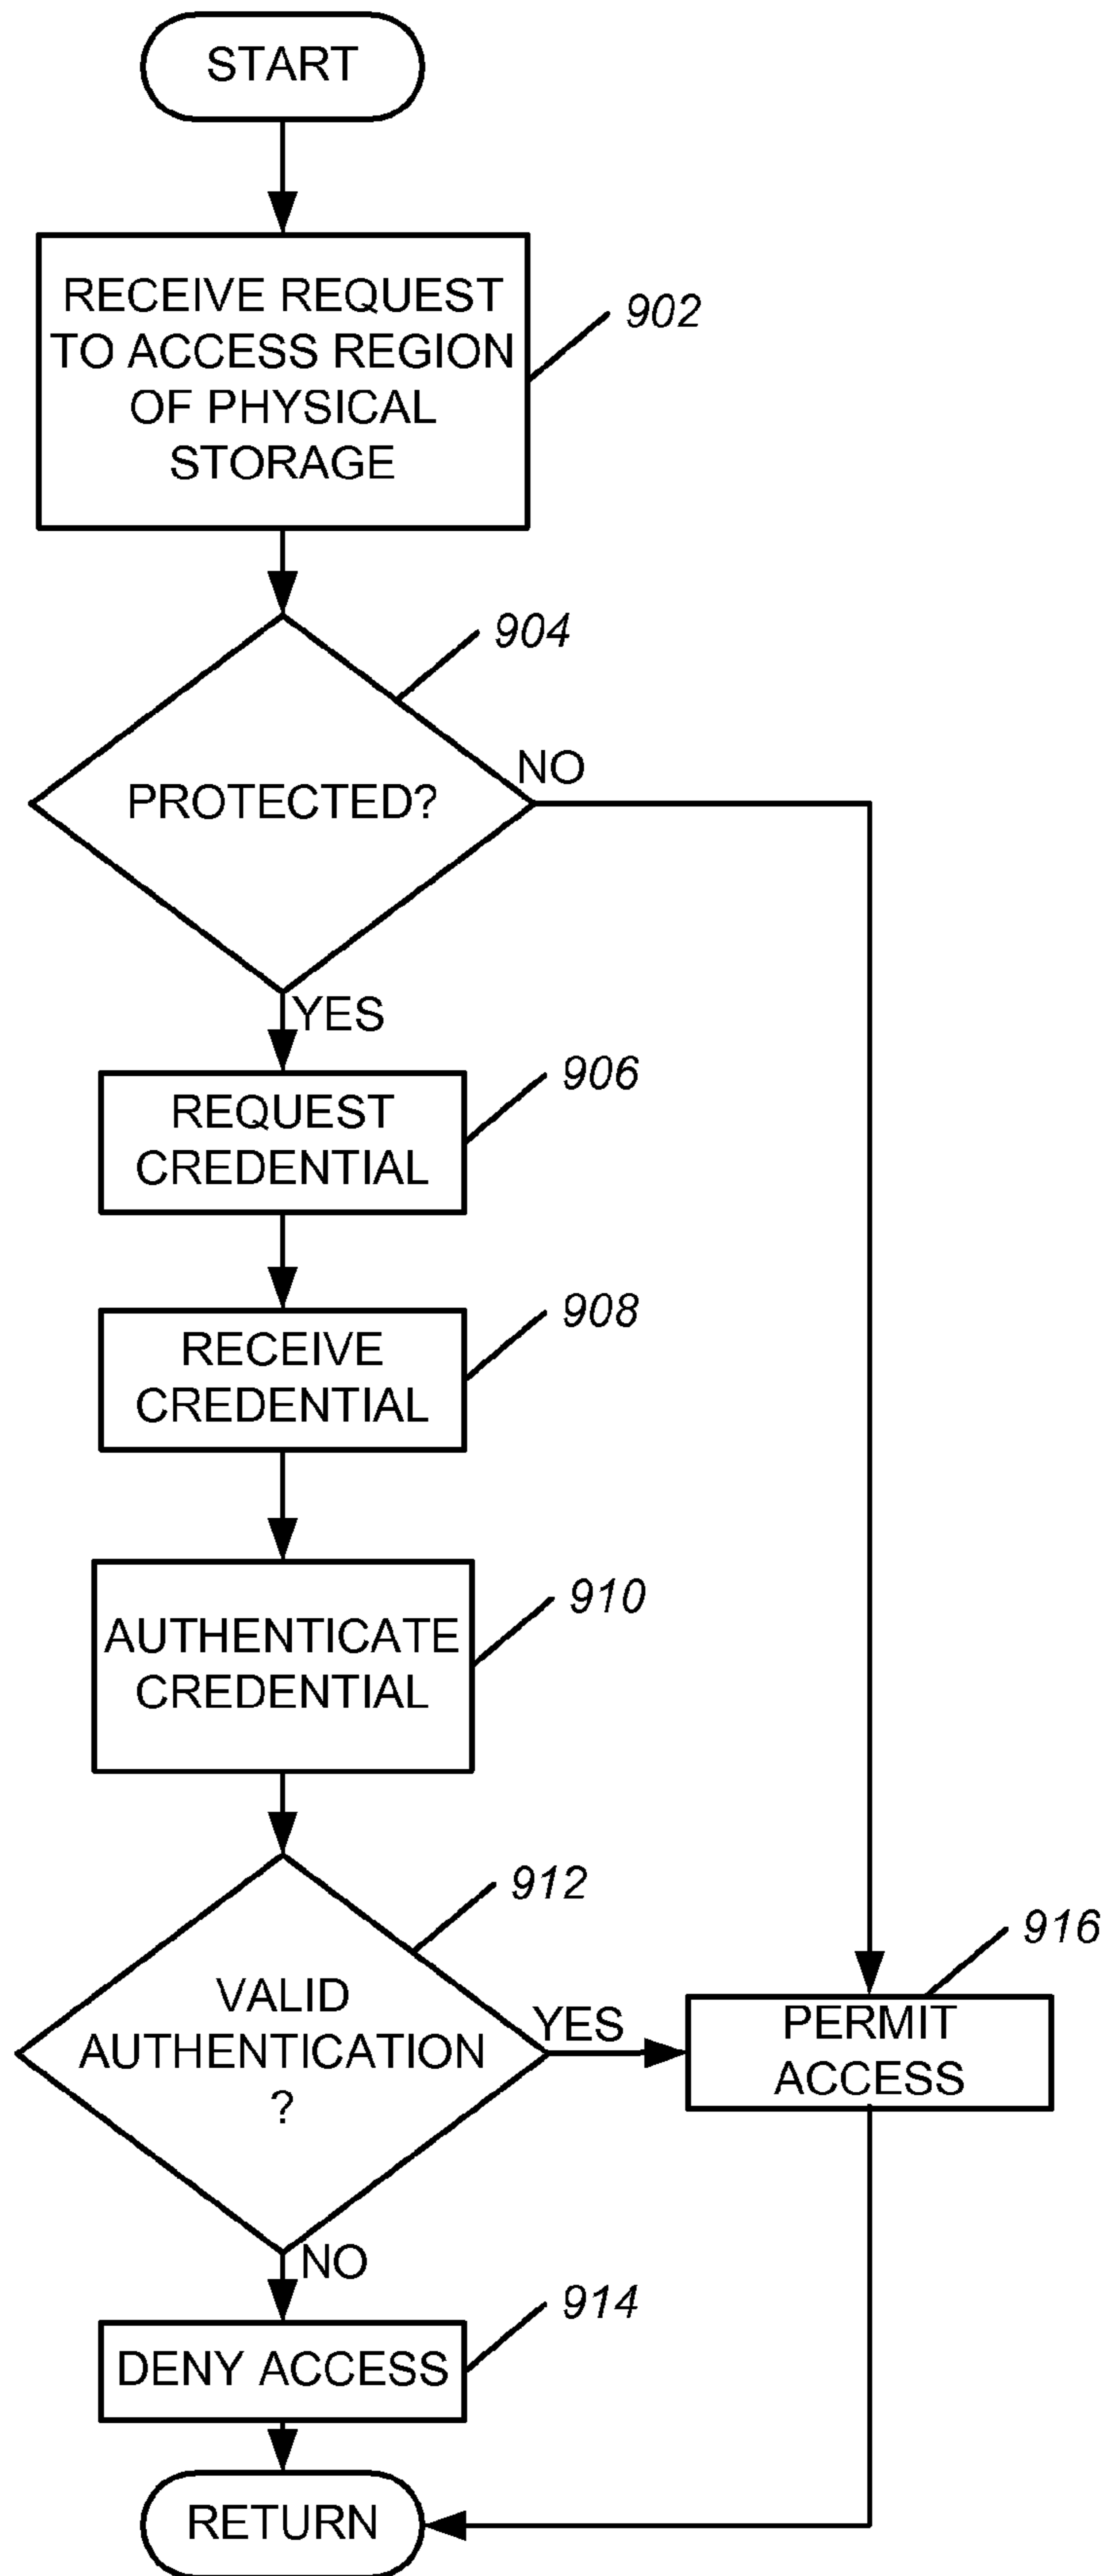 START
RECEIVE REQUEST
TO ACCESS REGION
OF PHYSICAL
STORAGE
902
904
PROTECTED?
NO
YES
REQUEST
CREDENTIAL
906
RECEIVE
CREDENTIAL
908
AUTHENTICATE
CREDENTIAL
910
912
VALID
AUTHENTICATION
?
YES
916
PERMIT
ACCESS
NO
DENY ACCESS
914
RETURN